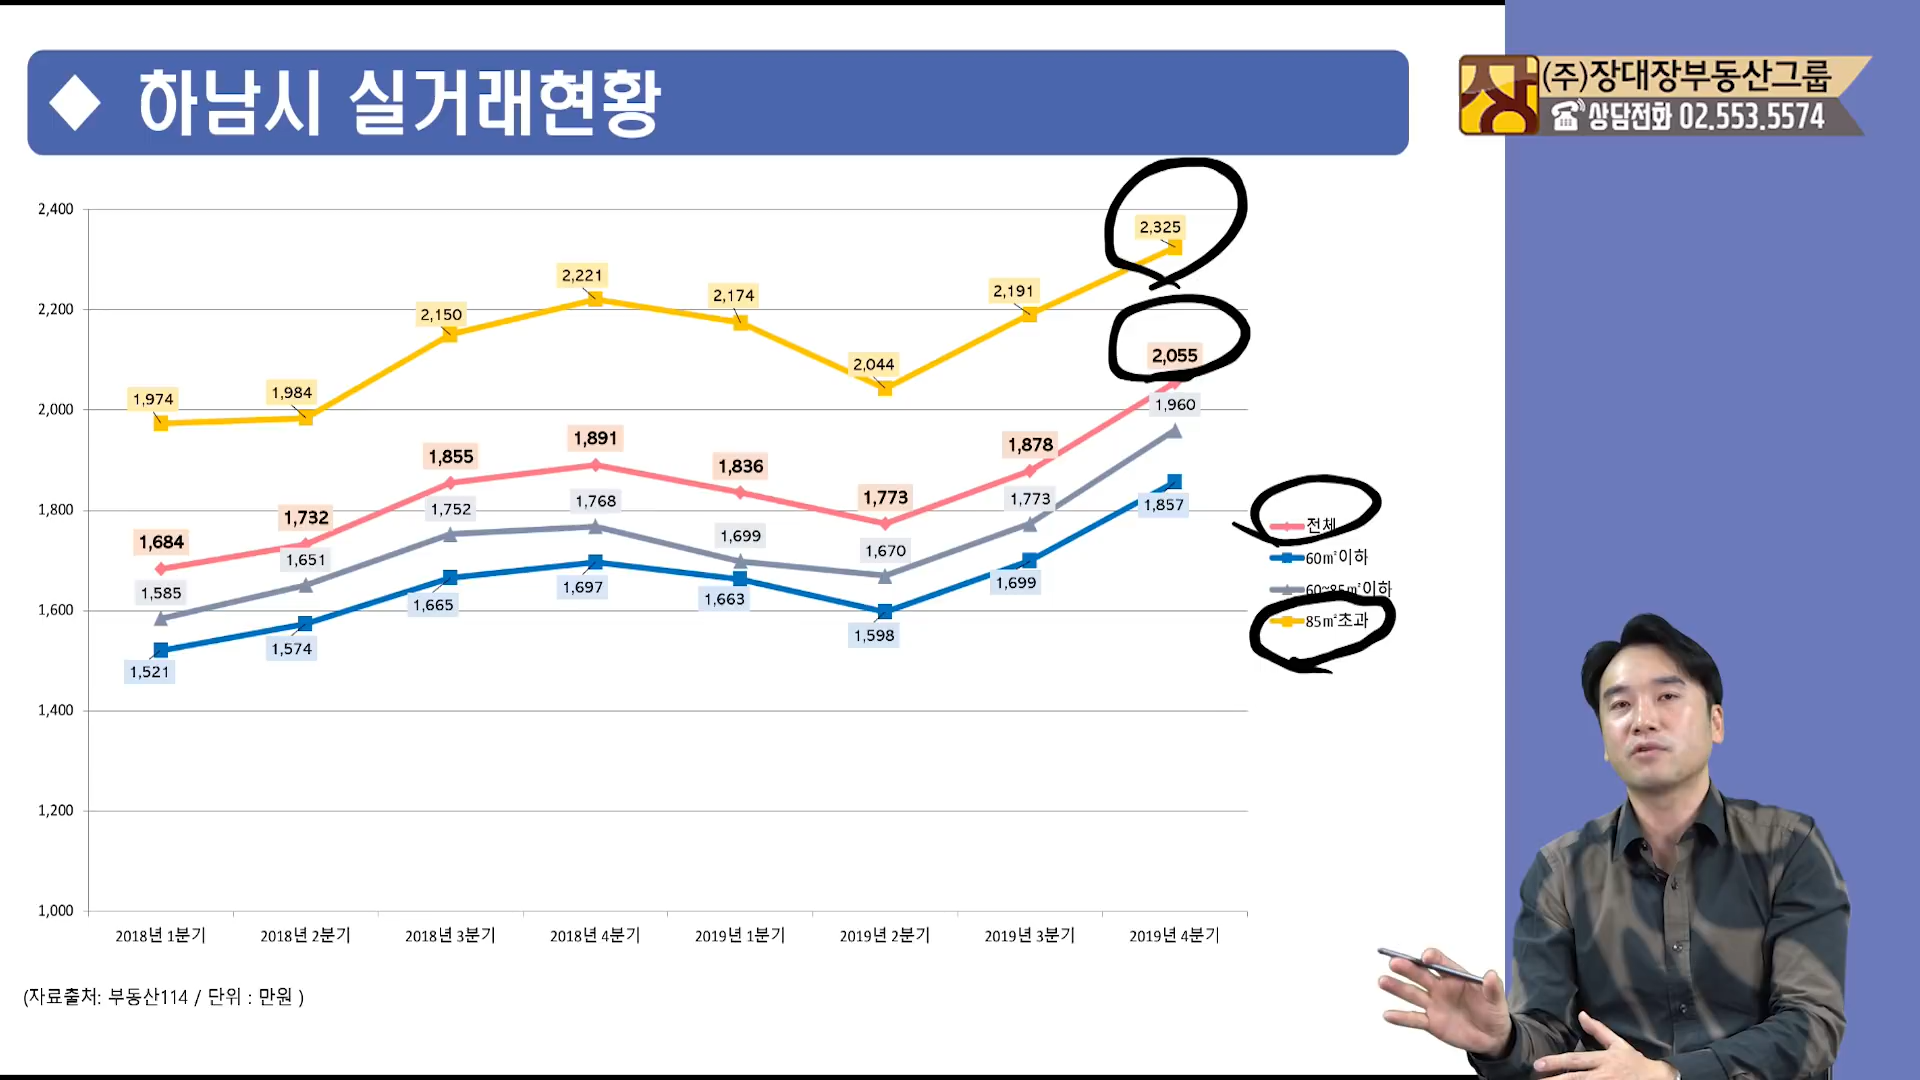 하남시 실거래현황
(주)장대장부동산그룹
상담전화 02.553.5574
2,400
2,200
2,000
1,800
1,600
1,400
1,200
1,000
1,974
1,984
2,150
2,221
2,174
2,044
2,191
2,325
1,684
1,732
1,855
1,891
1,836
1,773
1,878
2,055
1,585
1,651
1,752
1,768
1,699
1,670
1,773
1,960
1,521
1,574
1,665
1,697
1,663
1,598
1,699
1,857
전체
60㎡이하
60~85㎡이하
85㎡초과
2018년 1분기
2018년 2분기
2018년 3분기
2018년 4분기
2019년 1분기
2019년 2분기
2019년 3분기
2019년 4분기
(자료출처: 부동산114 / 단위 : 만원 )